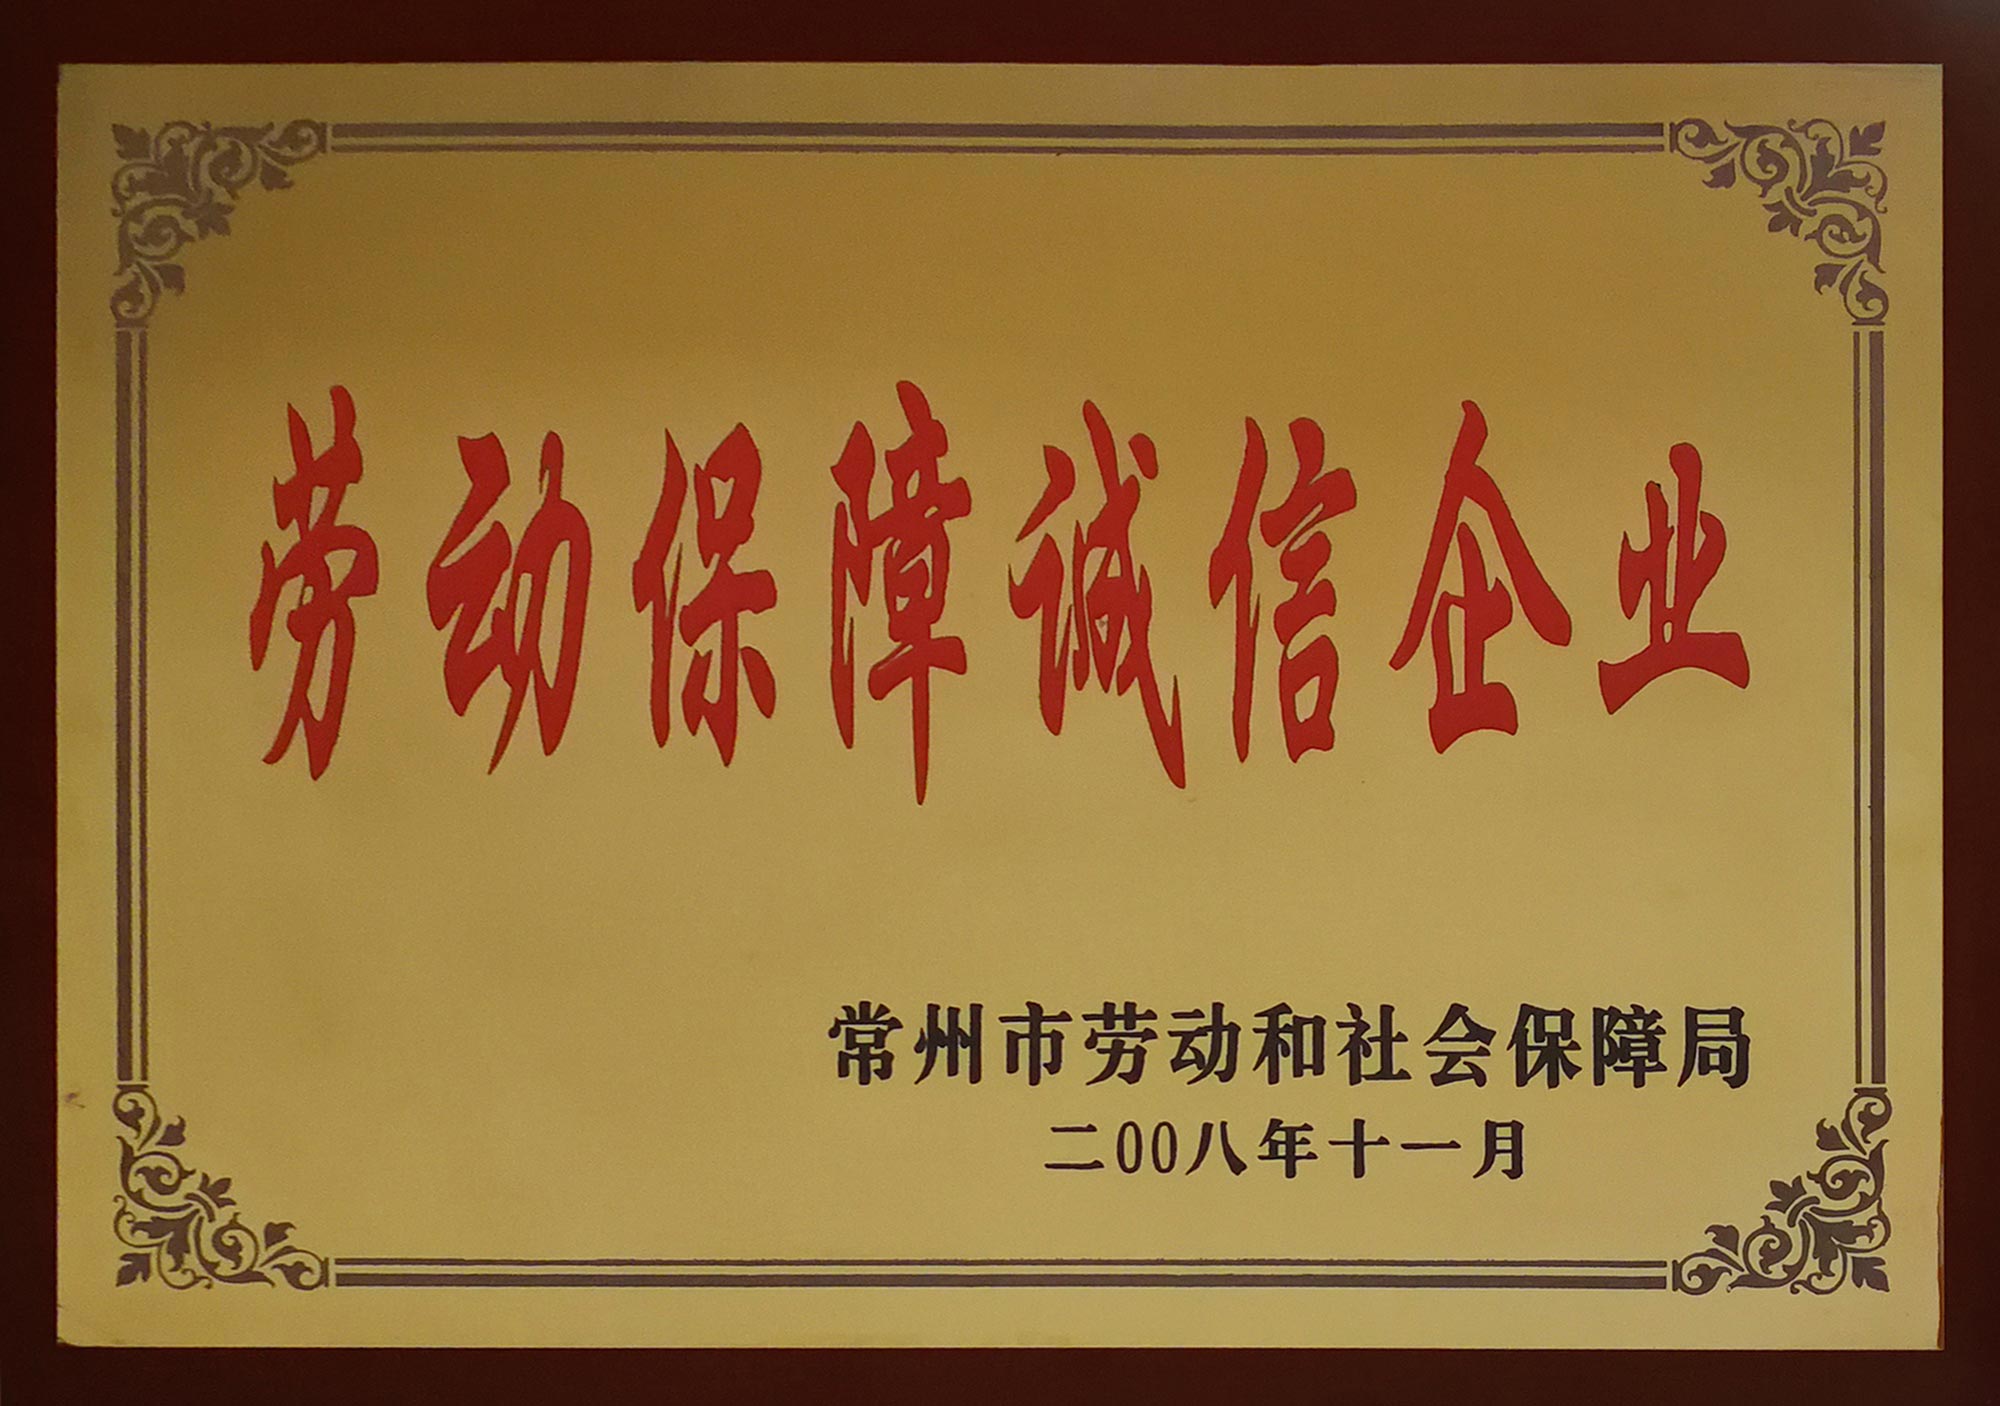 劳动保障诚信企业
常州市劳动和社会保障局
二00八年十一月